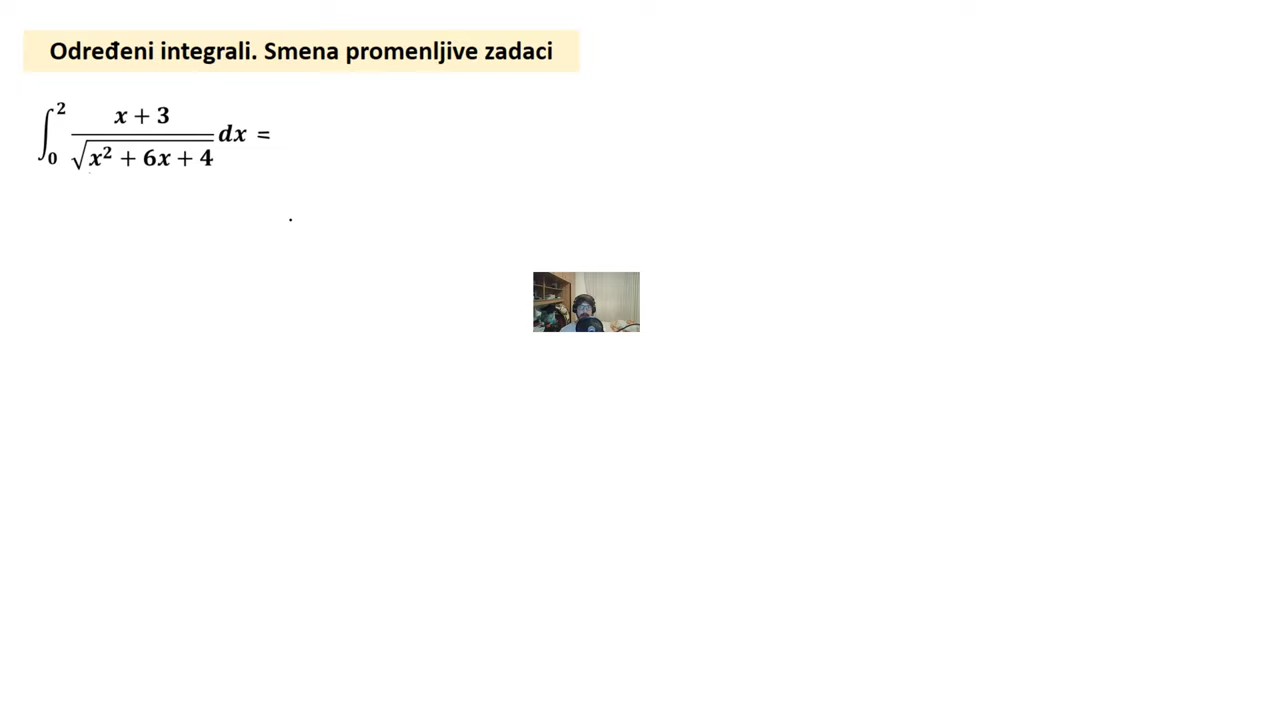 Određeni integrali. Smena promenljive zadaci
∫₀² (x + 3)/√(x² + 6x + 4) dx =